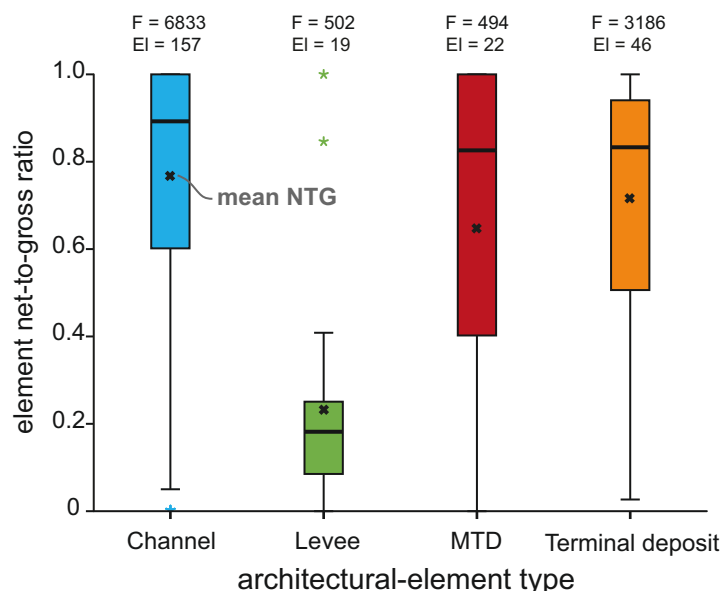 F = 6833 F = 502 F = 494 F = 3186
El = 157 El = 19 El = 22 El = 46
1.0
0.8
mean NTG
0.6
0.4
0.2
0
element net-to-gross ratio
Channel Levee MTD Terminal deposit
architectural-element type